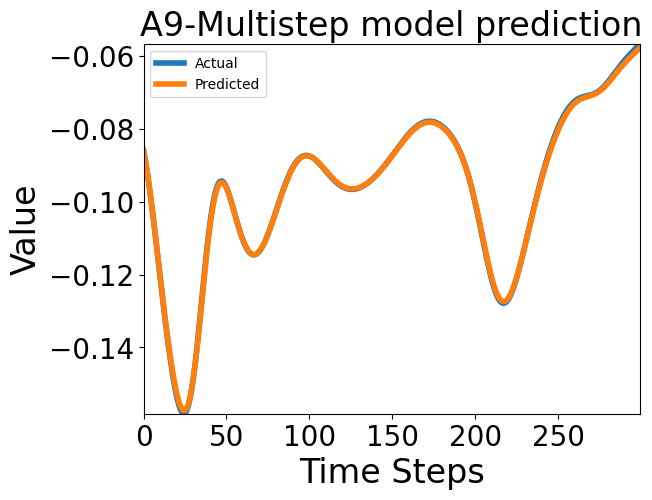 A9-Multistep model prediction
Actual
Predicted
−0.06
−0.08
−0.10
−0.12
−0.14
Value
0 50 100 150 200 250
Time Steps